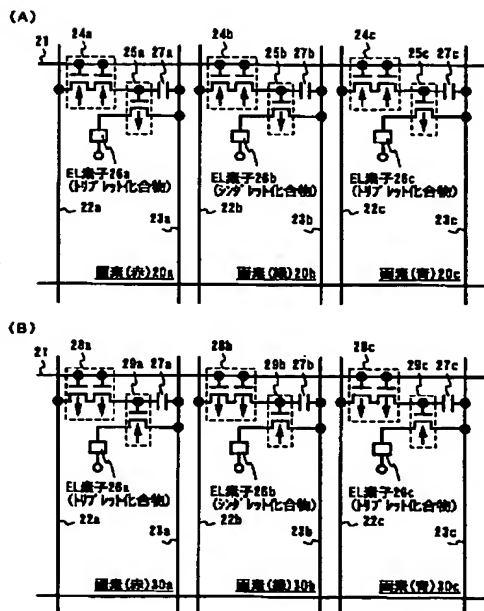 (A)
21 24a 25a 27a 24b 25b 27b 24c 25c 27c
EL素子26a EL素子26b EL素子26c
(トリプレット化合物) (シングレット化合物) (トリプレット化合物)
22a 23a 22b 23b 22c 23c
画素(赤)20a 画素(緑)20b 画素(青)20c
(B)
21 28a 29a 27a 28b 29b 27b 28c 29c 27c
EL素子26a EL素子26b EL素子26c
(トリプレット化合物) (シングレット化合物) (トリプレット化合物)
22a 23a 22b 23b 22c 23c
画素(赤)30a 画素(緑)30b 画素(青)30c